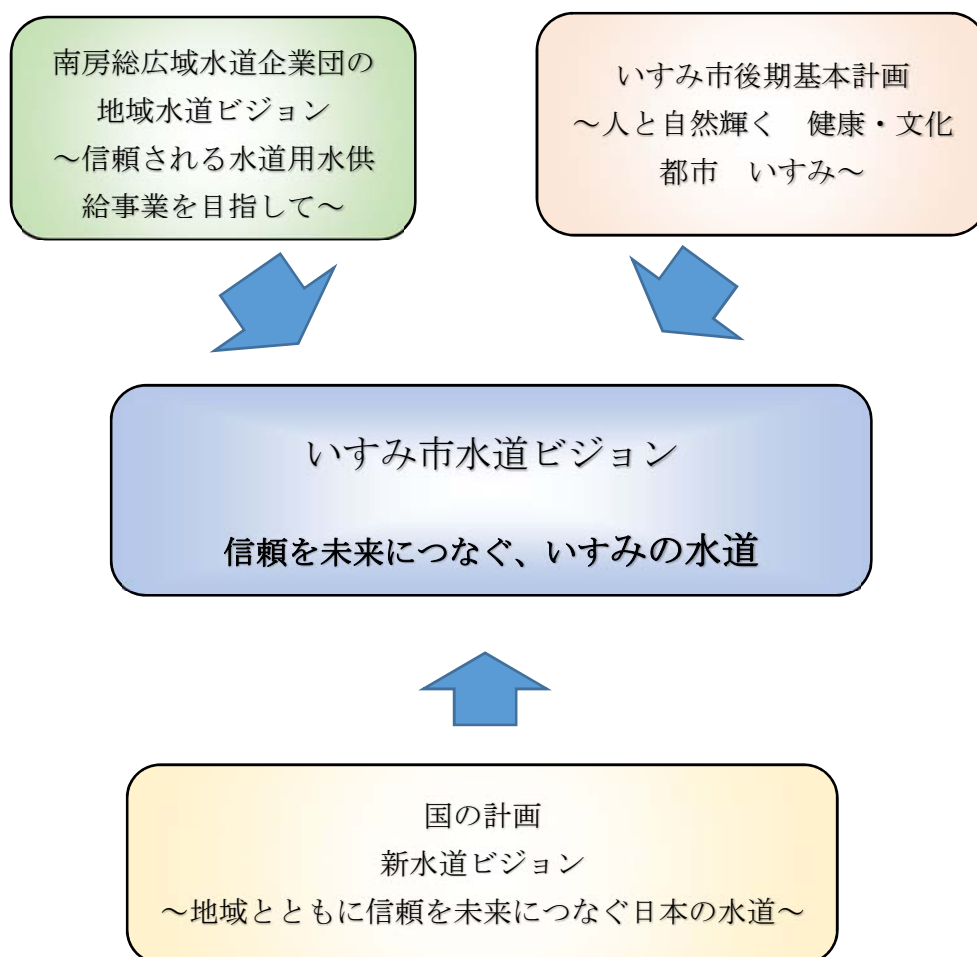 南房総広域水道企業団の
地域水道ビジョン
～信頼される水道用水供
給事業を目指して～
いすみ市後期基本計画
～人と自然輝く　健康・文化
都市　いすみ～
いすみ市水道ビジョン
信頼を未来につなぐ、いすみの水道
国の計画
新水道ビジョン
～地域とともに信頼を未来につなぐ日本の水道～